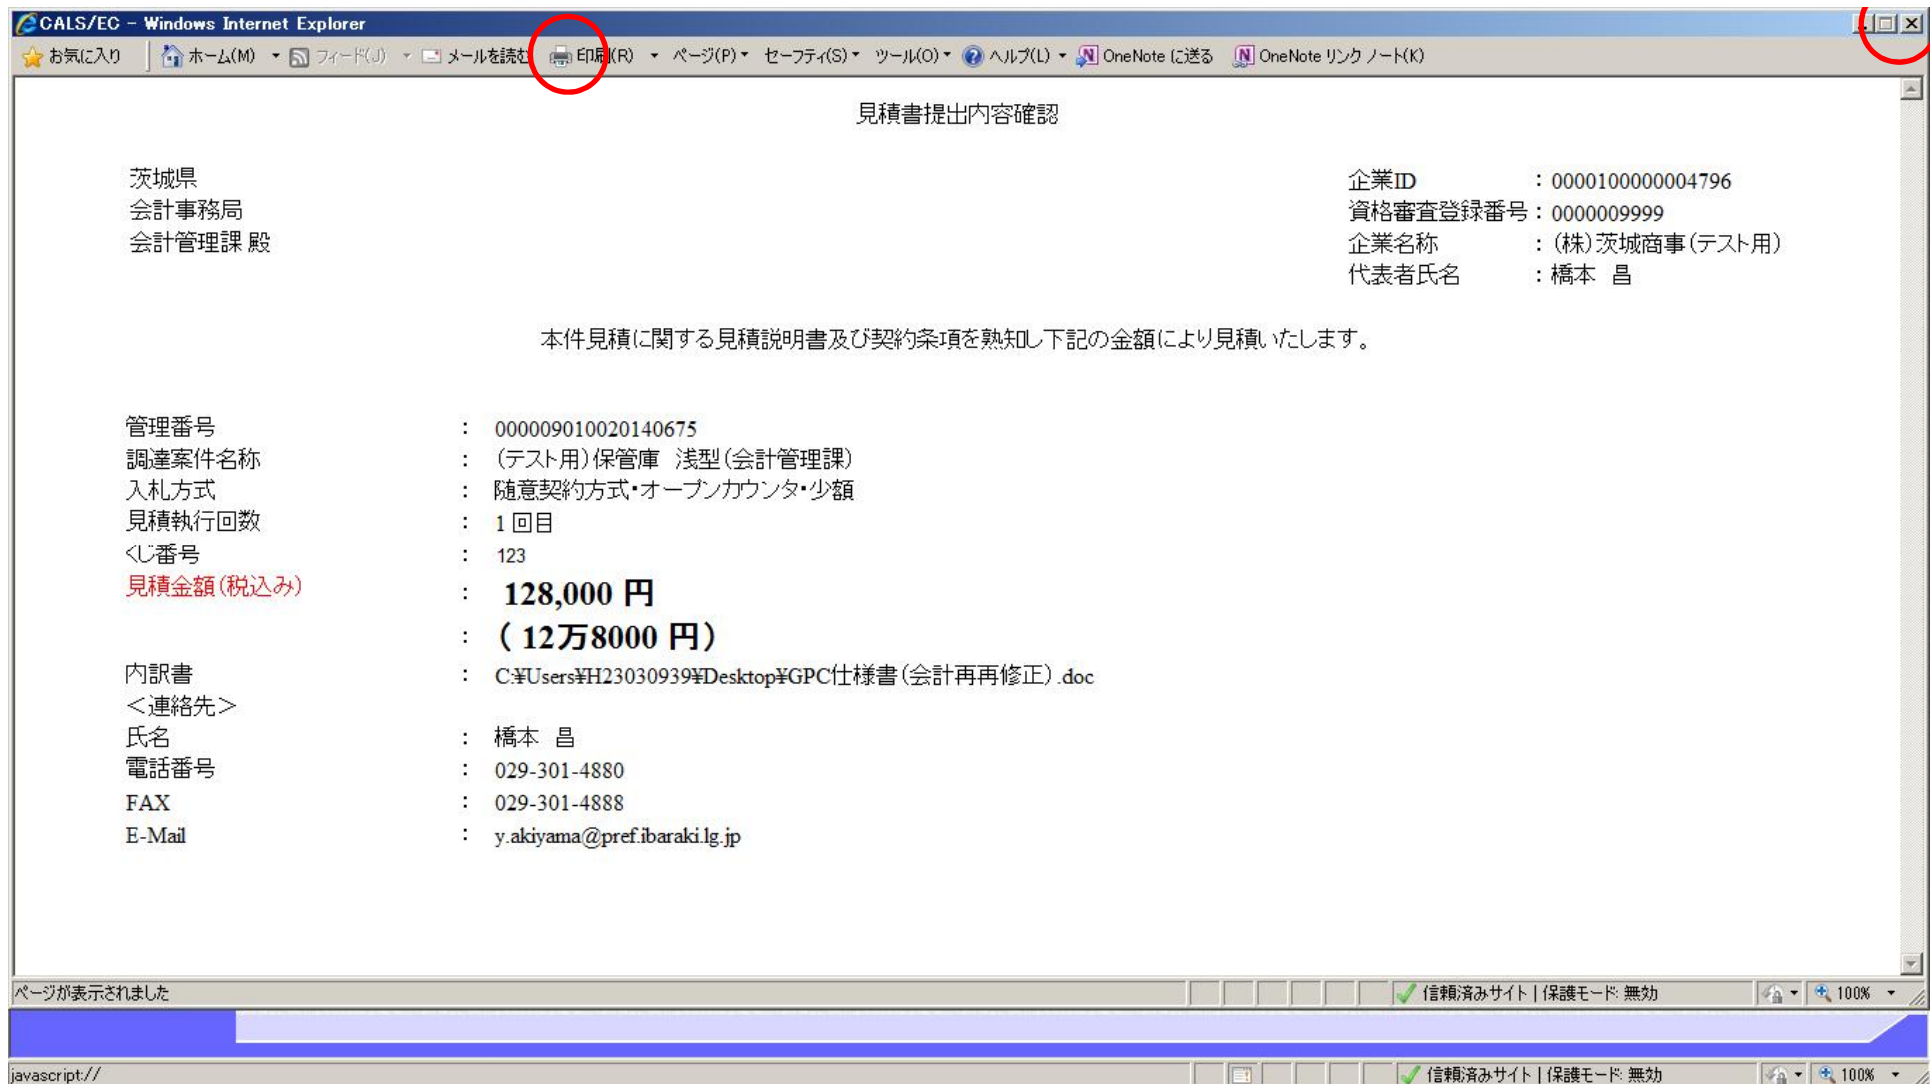 CALS/EC - Windows Internet Explorer
お気に入り ホーム(M) フィード(J) メールを読む 印刷(R) ページ(P) セーフティ(S) ツール(O) ヘルプ(L) OneNote に送る OneNote リンク ノート(K)
見積書提出内容確認
茨城県
会計事務局
会計管理課 殿
企業ID : 0000100000004796
資格審査登録番号 : 0000009999
企業名称 : (株)茨城商事(テスト用)
代表者氏名 : 橋本 昌
本件見積に関する見積説明書及び契約条項を熟知し下記の金額により見積いたします。
管理番号 : 000009010020140675
調達案件名称 : (テスト用)保管庫 浅型(会計管理課)
入札方式 : 随意契約方式・オープンカウンタ・少額
見積執行回数 : 1 回目
くじ番号 : 123
見積金額(税込み) : 128,000 円
: ( 12万8000 円)
内訳書 : C:¥Users¥H23030939¥Desktop¥GPC仕様書(会計再再修正).doc
<連絡先>
氏名 : 橋本 昌
電話番号 : 029-301-4880
FAX : 029-301-4888
E-Mail : y.akiyama@pref.ibaraki.lg.jp
ページが表示されました 信頼済みサイト | 保護モード: 無効 100%
javascript:// 信頼済みサイト | 保護モード: 無効 100%